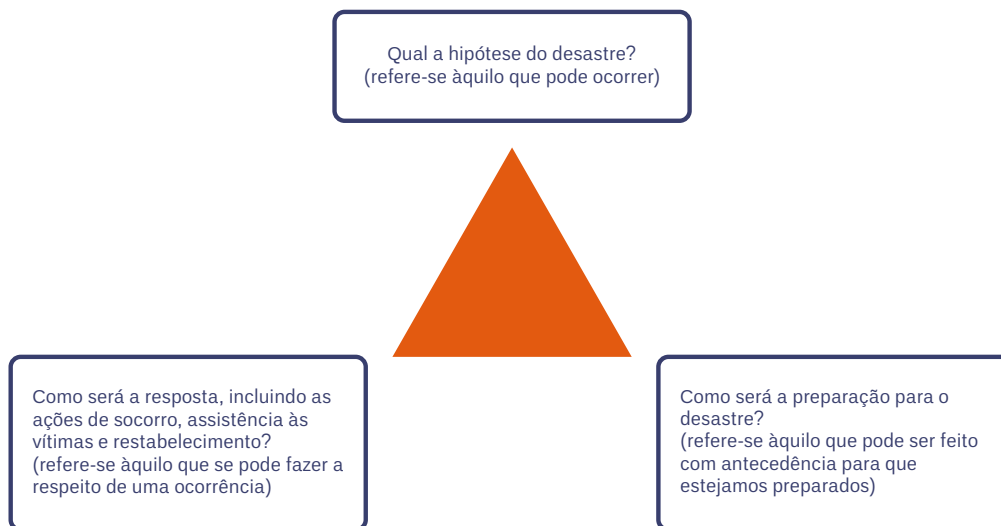 Qual a hipótese do desastre?
(refere-se àquilo que pode ocorrer)
Como será a resposta, incluindo as
ações de socorro, assistência às
vítimas e restabelecimento?
(refere-se àquilo que se pode fazer a
respeito de uma ocorrência)
Como será a preparação para o
desastre?
(refere-se àquilo que pode ser feito
com antecedência para que
estejamos preparados)